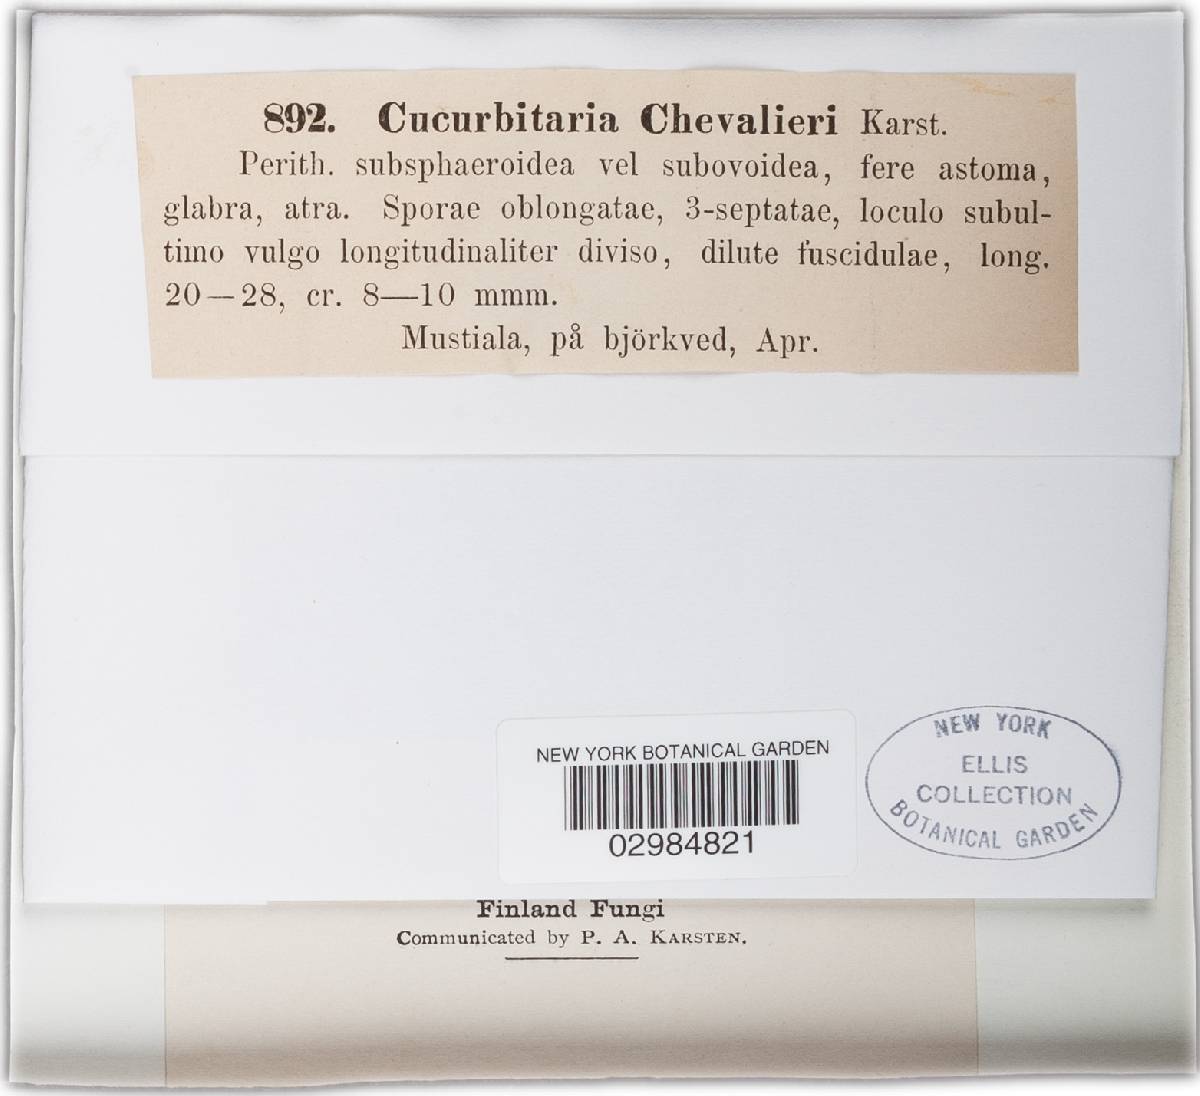 892. Cucurbitaria Chevalieri Karst.
Perith. subsphaeroidea vel subovoidea, fere astoma,
glabra, atra. Sporae oblongatae, 3-septatae, loculo subul-
timo vulgo longitudinaliter diviso, dilute fuscidulae, long.
20—28, cr. 8—10 mmm.
Mustiala, på björkved, Apr.
NEW YORK BOTANICAL GARDEN
02984821
NEW YORK
ELLIS
COLLECTION
BOTANICAL GARDEN
Finland Fungi
Communicated by P. A. KARSTEN.